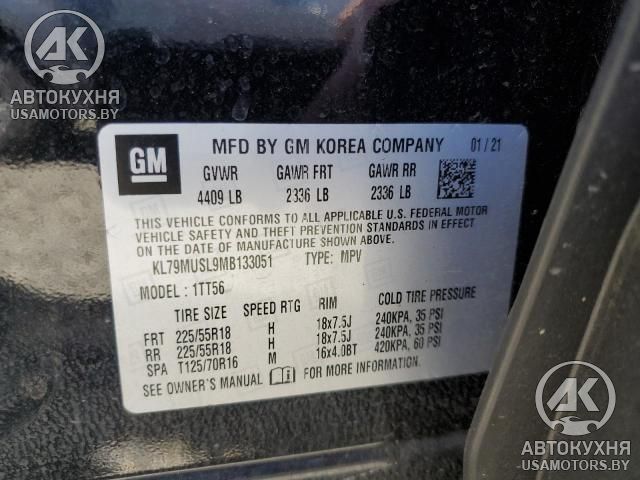 АК
АВТОКУХНЯ
USAMOTORS.BY
GM
MFD BY GM KOREA COMPANY 01/21
GVWR GAWR FRT GAWR RR
4409 LB 2336 LB 2336 LB
THIS VEHICLE CONFORMS TO ALL APPLICABLE U.S. FEDERAL MOTOR
VEHICLE SAFETY AND THEFT PREVENTION STANDARDS IN EFFECT
ON THE DATE OF MANUFACTURE SHOWN ABOVE.
KL79MUSL9MB133051 TYPE: MPV
MODEL: 1TT56
TIRE SIZE SPEED RTG RIM COLD TIRE PRESSURE
FRT 225/55R18 H 18x7.5J 240KPA, 35 PSI
RR 225/55R18 H 18x7.5J 240KPA, 35 PSI
SPA T125/70R16 M 16x4.0BT 420KPA, 60 PSI
SEE OWNER'S MANUAL FOR MORE INFORMATION.
АК
АВТОКУХНЯ
USAMOTORS.BY